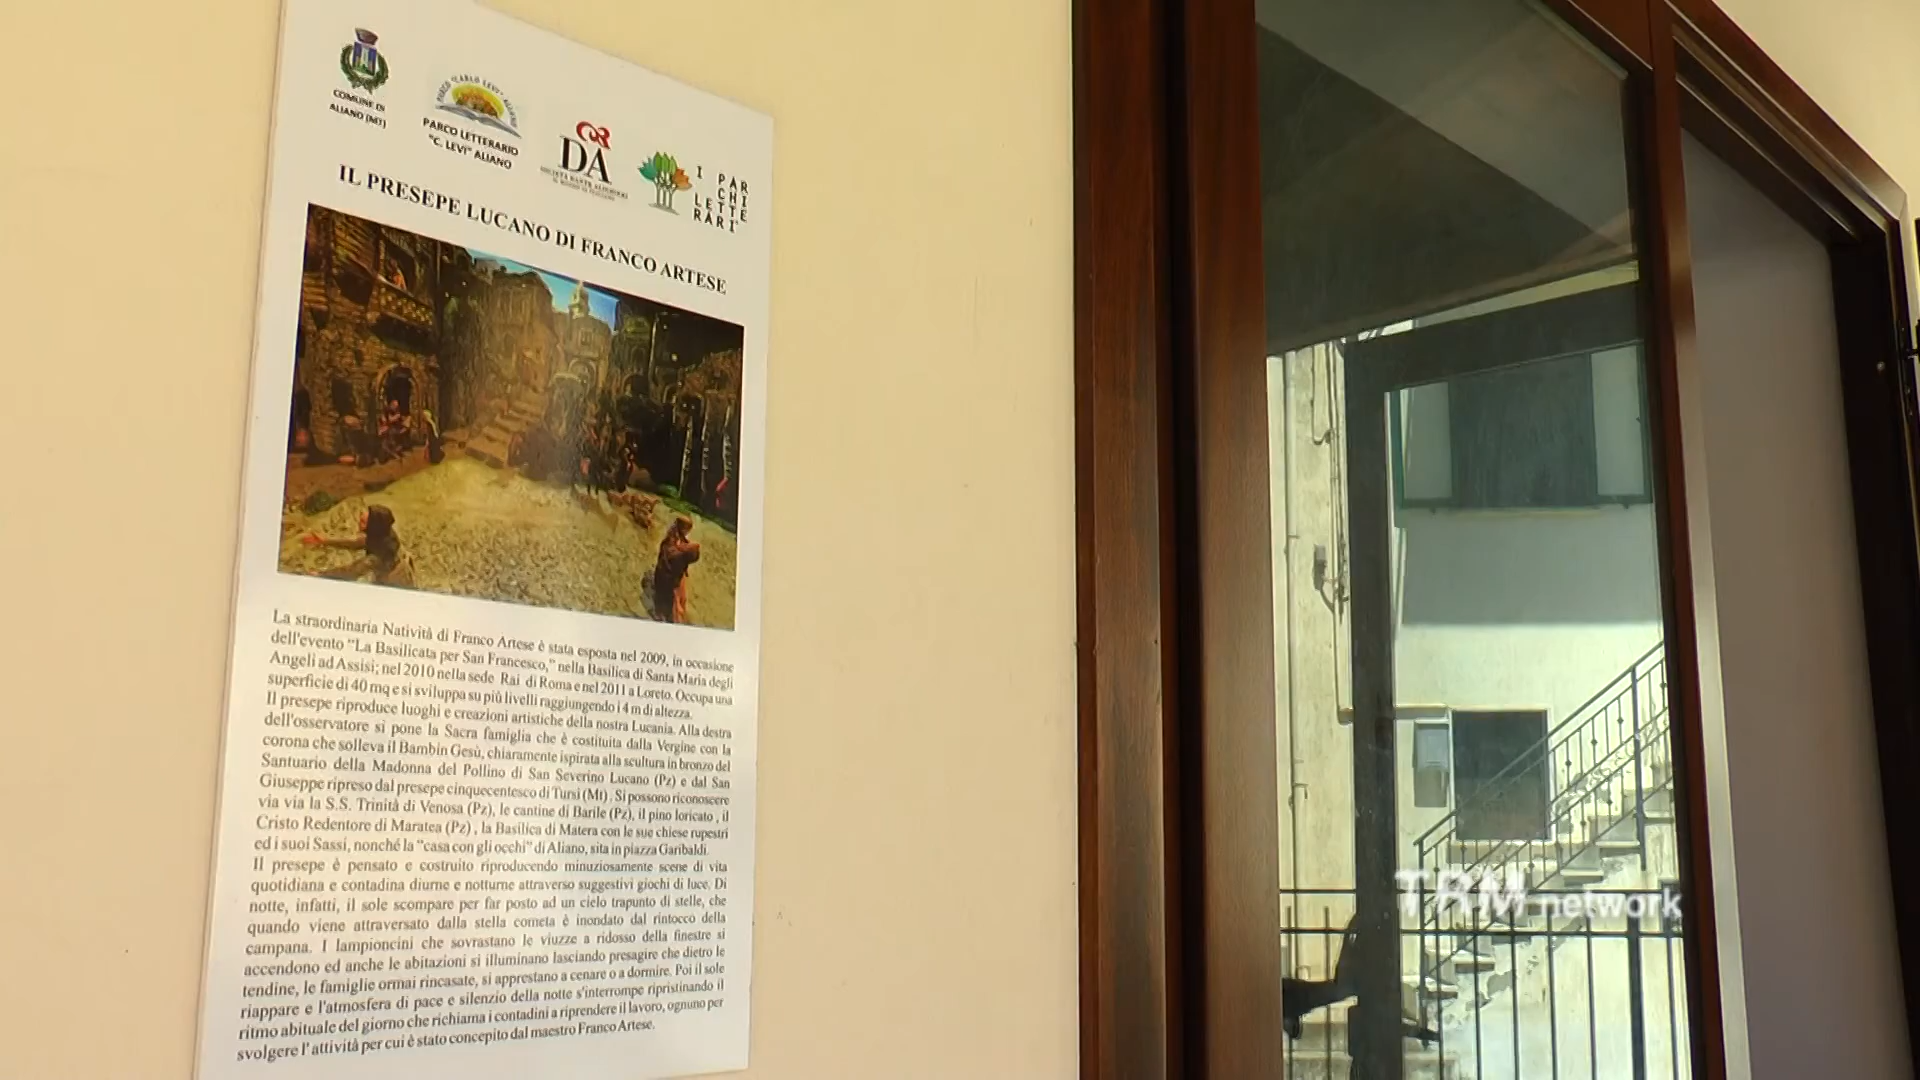 COMUNE DI
ALIANO (MT)
PARCO "CARLO LEVI" ALIANO
PARCO LETTERARIO
"C. LEVI" ALIANO
DA
SOCIETÀ DANTE ALIGHIERI
I PAR
CHI
LETTE
RARI
IL PRESEPE LUCANO DI FRANCO ARTESE
La straordinaria Natività di Franco Artese è stata esposta nel 2009, in occasione
dell'evento "La Basilicata per San Francesco," nella Basilica di Santa Maria degli
Angeli ad Assisi; nel 2010 nella sede Rai di Roma e nel 2011 a Loreto. Occupa una
superficie di 40 mq e si sviluppa su più livelli raggiungendo i 4 m di altezza.
Il presepe riproduce luoghi e creazioni artistiche della nostra Lucania. Alla destra
dell'osservatore si pone la Sacra famiglia che è costituita dalla Vergine con la
corona che solleva il Bambin Gesù, chiaramente ispirata alla scultura in bronzo del
Santuario della Madonna del Pollino di San Severino Lucano (Pz) e dal San
Giuseppe ripreso dal presepe cinquecentesco di Tursi (Mt). Si possono riconoscere
via via la S.S. Trinità di Venosa (Pz), le cantine di Barile (Pz), il pino loricato , il
Cristo Redentore di Maratea (Pz) , la Basilica di Matera con le sue chiese rupestri
ed i suoi Sassi, nonché la "casa con gli occhi" di Aliano, sita in piazza Garibaldi.
Il presepe è pensato e costruito riproducendo minuziosamente scene di vita
quotidiana e contadina diurne e notturne attraverso suggestivi giochi di luce. Di
notte, infatti, il sole scompare per far posto ad un cielo trapunto di stelle, che
quando viene attraversato dalla stella cometa è inondato dal rintocco della
campana. I lampioncini che sovrastano le viuzze a ridosso della finestre si
accendono ed anche le abitazioni si illuminano lasciando presagire che dietro le
tendine, le famiglie ormai rincasate, si apprestano a cenare o a dormire. Poi il sole
riappare e l'atmosfera di pace e silenzio della notte s'interrompe ripristinando il
ritmo abituale del giorno che richiama i contadini a riprendere il lavoro, ognuno per
svolgere l'attività per cui è stato concepito dal maestro Franco Artese.
TRM network